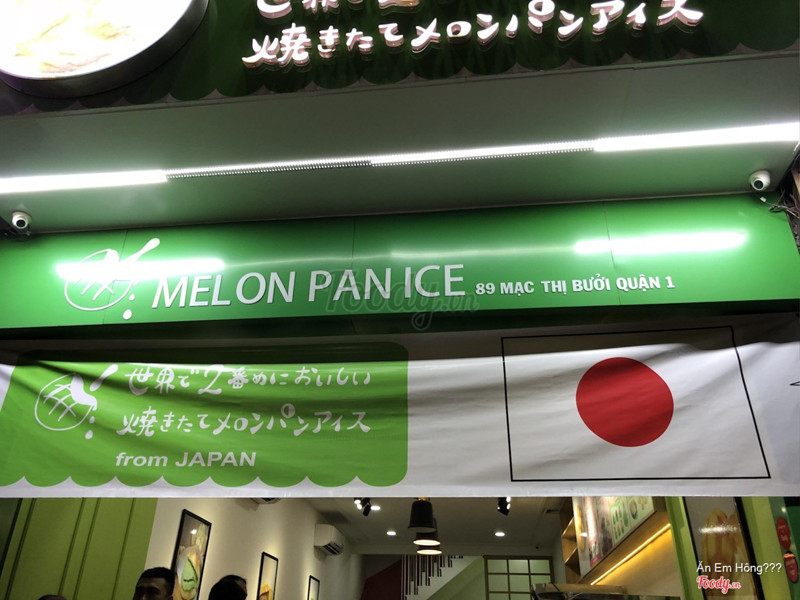 焼きたてメロンパンアイス
MELON PAN ICE 89 MẠC THỊ BƯỞI QUẬN 1
Foody.vn
世界で2番めにおいしい
焼きたてメロンパンアイス
from JAPAN
Ăn Em Hông???
Foody.vn